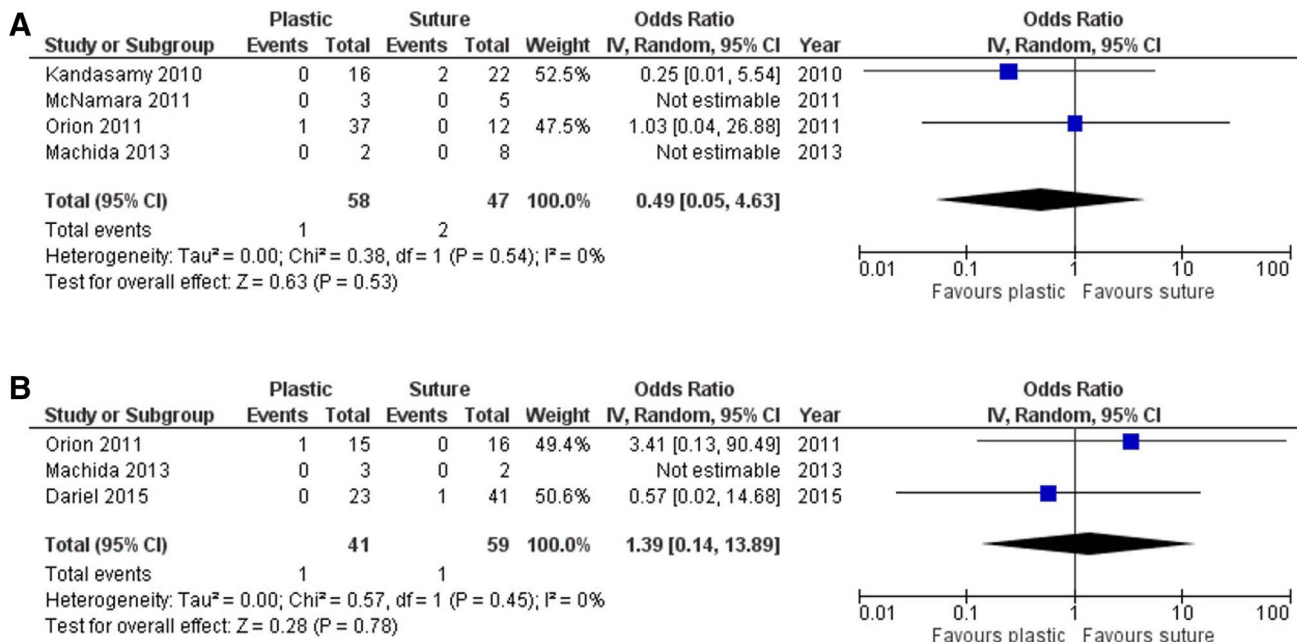 A
Plastic Suture Odds Ratio Odds Ratio
Study or Subgroup Events Total Events Total Weight IV, Random, 95% CI Year IV, Random, 95% CI
Kandasamy 2010 0 16 2 22 52.5% 0.25 [0.01, 5.54] 2010
McNamara 2011 0 3 0 5 Not estimable 2011
Orion 2011 1 37 0 12 47.5% 1.03 [0.04, 26.88] 2011
Machida 2013 0 2 0 8 Not estimable 2013
Total (95% CI) 58 47 100.0% 0.49 [0.05, 4.63]
Total events 1 2
Heterogeneity: Tau² = 0.00; Chi² = 0.38, df = 1 (P = 0.54); I² = 0%
Test for overall effect: Z = 0.63 (P = 0.53)
0.01 0.1 1 10 100
Favours plastic Favours suture
B
Plastic Suture Odds Ratio Odds Ratio
Study or Subgroup Events Total Events Total Weight IV, Random, 95% CI Year IV, Random, 95% CI
Orion 2011 1 15 0 16 49.4% 3.41 [0.13, 90.49] 2011
Machida 2013 0 3 0 2 Not estimable 2013
Dariel 2015 0 23 1 41 50.6% 0.57 [0.02, 14.68] 2015
Total (95% CI) 41 59 100.0% 1.39 [0.14, 13.89]
Total events 1 1
Heterogeneity: Tau² = 0.00; Chi² = 0.57, df = 1 (P = 0.45); I² = 0%
Test for overall effect: Z = 0.28 (P = 0.78)
0.01 0.1 1 10 100
Favours plastic Favours suture